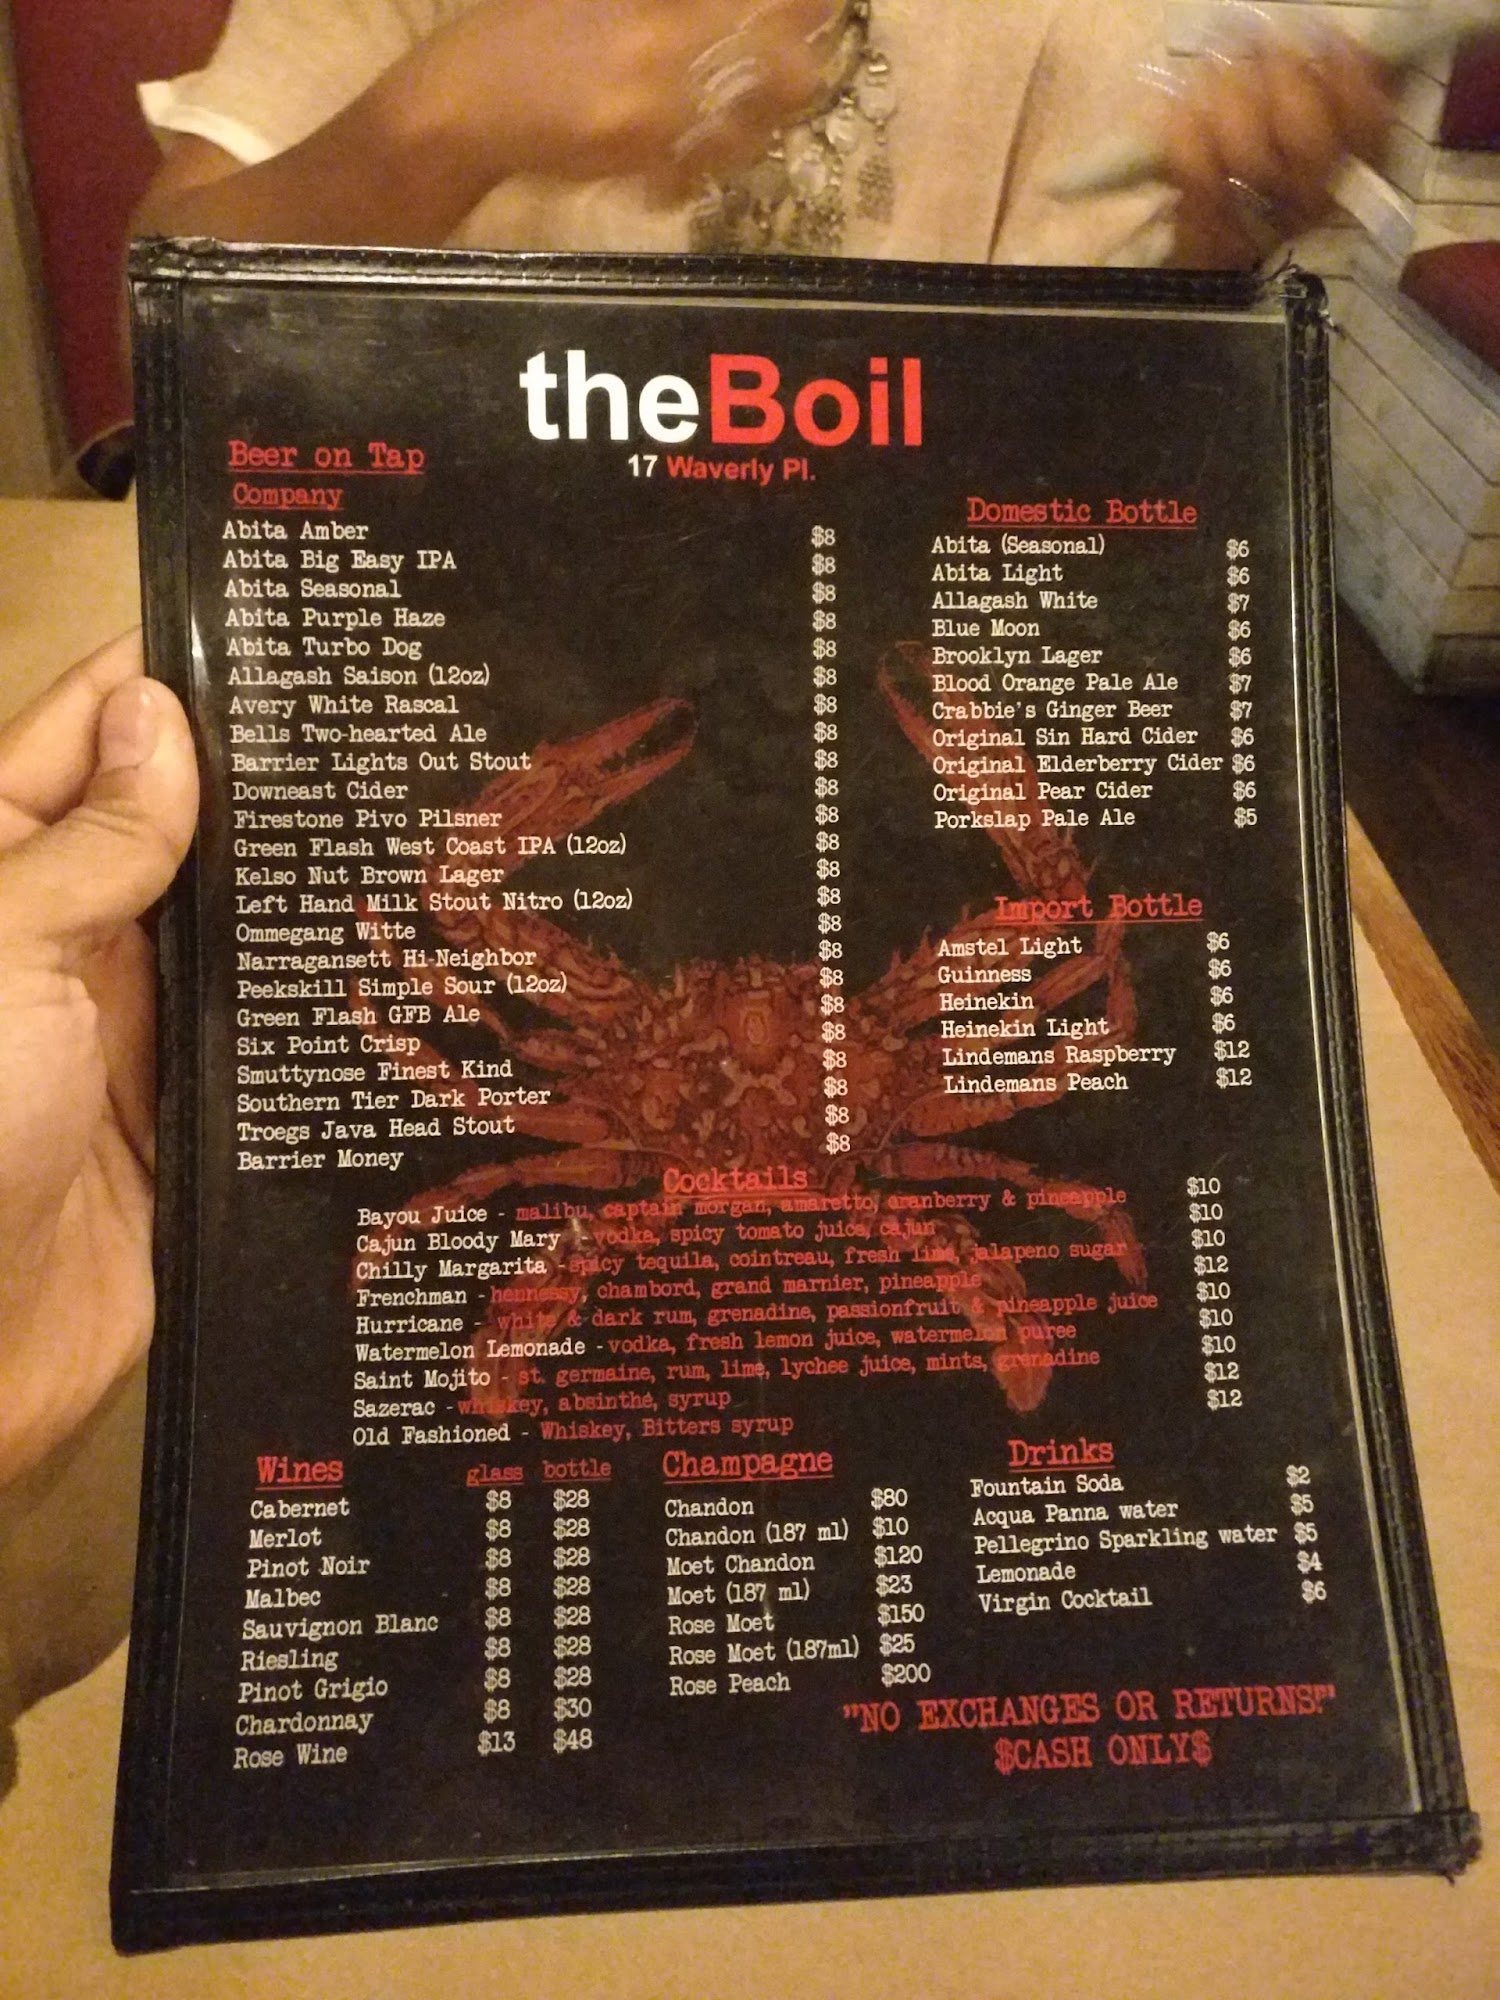 theBoil
17 Waverly Pl.
Beer on Tap
Company
Abita Amber $8
Abita Big Easy IPA $8
Abita Seasonal $8
Abita Purple Haze $8
Abita Turbo Dog $8
Allagash Saison (12oz) $8
Avery White Rascal $8
Bells Two-hearted Ale $8
Barrier Lights Out Stout $8
Downeast Cider $8
Firestone Pivo Pilsner $8
Green Flash West Coast IPA (12oz) $8
Kelso Nut Brown Lager $8
Left Hand Milk Stout Nitro (12oz) $8
Ommegang Witte $8
Narragansett Hi-Neighbor $8
Peekskill Simple Sour (12oz) $8
Green Flash GFB Ale $8
Six Point Crisp $8
Smuttynose Finest Kind $8
Southern Tier Dark Porter $8
Troegs Java Head Stout $8
Barrier Money $8
Domestic Bottle
Abita (Seasonal) $6
Abita Light $6
Allagash White $7
Blue Moon $6
Brooklyn Lager $6
Blood Orange Pale Ale $7
Crabbie's Ginger Beer $7
Original Sin Hard Cider $6
Original Elderberry Cider $6
Original Pear Cider $6
Porkslap Pale Ale $5
Import Bottle
Amstel Light $6
Guinness $6
Heinekin $6
Heinekin Light $6
Lindemans Raspberry $12
Lindemans Peach $12
Cocktails
Bayou Juice - malibu, captain morgan, amaretto, cranberry & pineapple $10
Cajun Bloody Mary - vodka, spicy tomato juice, cajun $10
Chilly Margarita - spicy tequila, cointreau, fresh lime, jalapeno sugar $10
Frenchman - hennessy, chambord, grand marnier, pineapple $12
Hurricane - white & dark rum, grenadine, passionfruit & pineapple juice $10
Watermelon Lemonade - vodka, fresh lemon juice, watermelon puree $10
Saint Mojito - st. germaine, rum, lime, lychee juice, mints, grenadine $10
Sazerac - whiskey, absinthe, syrup $12
Old Fashioned - Whiskey, Bitters syrup $12
Wines glass bottle
Cabernet $8 $28
Merlot $8 $28
Pinot Noir $8 $28
Malbec $8 $28
Sauvignon Blanc $8 $28
Riesling $8 $28
Pinot Grigio $8 $28
Chardonnay $8 $30
Rose Wine $13 $48
Champagne
Chandon $80
Chandon (187 ml) $10
Moet Chandon $120
Moet (187 ml) $23
Rose Moet $150
Rose Moet (187ml) $25
Rose Peach $200
Drinks
Fountain Soda $2
Acqua Panna water $5
Pellegrino Sparkling water $5
Lemonade $4
Virgin Cocktail $6
"NO EXCHANGES OR RETURNS!"
$CASH ONLY$